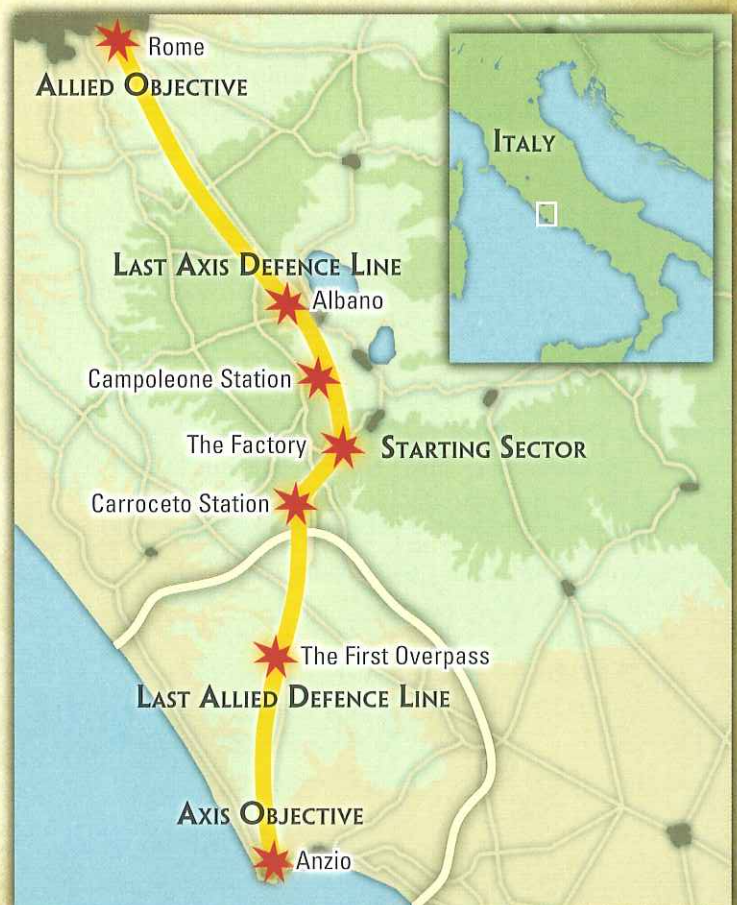 Rome
ALLIED OBJECTIVE
ITALY
LAST AXIS DEFENCE LINE
Albano
Campoleone Station
The Factory
STARTING SECTOR
Carroceto Station
The First Overpass
LAST ALLIED DEFENCE LINE
AXIS OBJECTIVE
Anzio